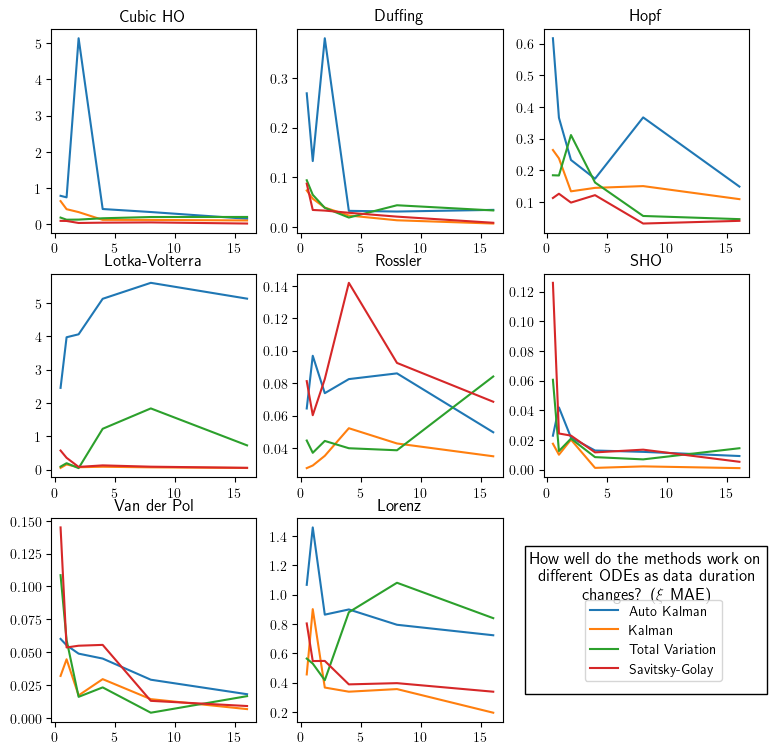 Cubic HO
Duffing
Hopf
5
4
3
2
1
0
0.3
0.2
0.1
0.0
0.6
0.5
0.4
0.3
0.2
0.1
0 5 10 15
0 5 10 15
0 5 10 15
Lotka-Volterra
Rossler
SHO
5
4
3
2
1
0
0.14
0.12
0.10
0.08
0.06
0.04
0.12
0.10
0.08
0.06
0.04
0.02
0.00
0 5 10 15
0 5 10 15
0 5 10 15
Van der Pol
Lorenz
0.150
0.125
0.100
0.075
0.050
0.025
0.000
1.4
1.2
1.0
0.8
0.6
0.4
0.2
0 5 10 15
0 5 10 15
How well do the methods work on
different ODEs as data duration
changes? (ξ MAE)
Auto Kalman
Kalman
Total Variation
Savitsky-Golay